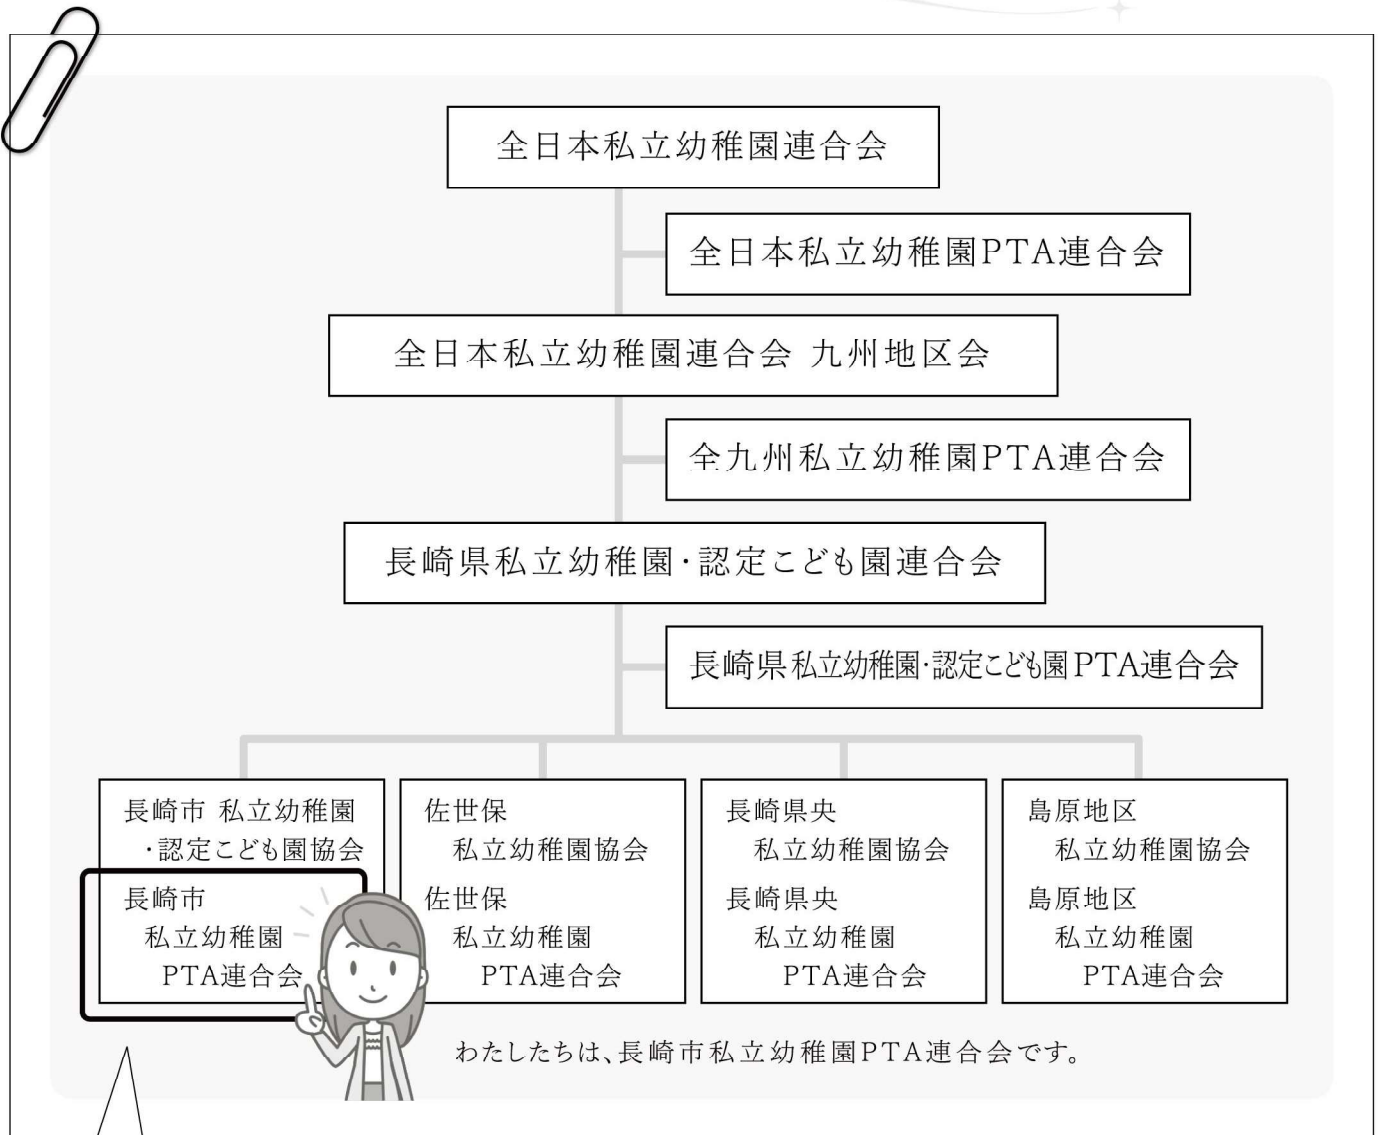 全日本私立幼稚園連合会
全日本私立幼稚園PTA連合会
全日本私立幼稚園連合会 九州地区会
全九州私立幼稚園PTA連合会
長崎県私立幼稚園・認定こども園連合会
長崎県私立幼稚園・認定こども園PTA連合会
長崎市 私立幼稚園
・認定こども園協会
長崎市
私立幼稚園
PTA連合会
佐世保
私立幼稚園協会
佐世保
私立幼稚園
PTA連合会
長崎県央
私立幼稚園協会
長崎県央
私立幼稚園
PTA連合会
島原地区
私立幼稚園協会
島原地区
私立幼稚園
PTA連合会
わたしたちは、長崎市私立幼稚園PTA連合会です。